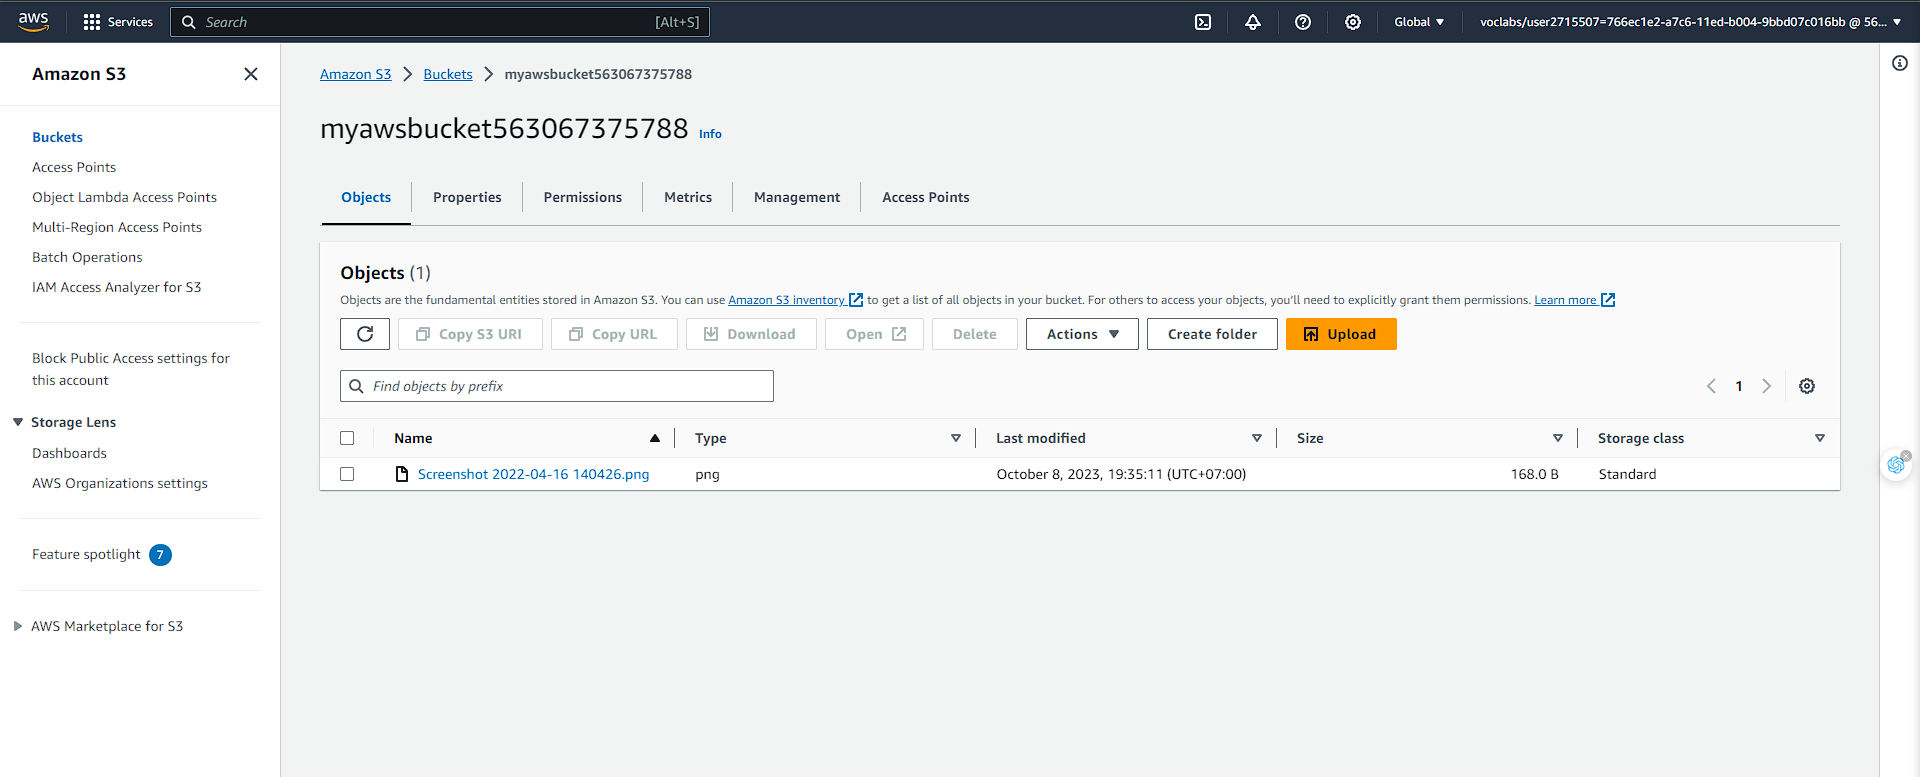 aws Services Search [Alt+S] Global voclabs/user2715507=766ec1e2-a7c6-11ed-b004-9bbd07c016bb @ 56...
Amazon S3
Buckets
Access Points
Object Lambda Access Points
Multi-Region Access Points
Batch Operations
IAM Access Analyzer for S3
Block Public Access settings for
this account
Storage Lens
Dashboards
AWS Organizations settings
Feature spotlight 7
AWS Marketplace for S3
Amazon S3 Buckets myawsbucket563067375788
myawsbucket563067375788 Info
Objects Properties Permissions Metrics Management Access Points
Objects (1)
Objects are the fundamental entities stored in Amazon S3. You can use Amazon S3 inventory to get a list of all objects in your bucket. For others to access your objects, you'll need to explicitly grant them permissions. Learn more
Copy S3 URI Copy URL Download Open Delete Actions Create folder Upload
Find objects by prefix 1
Name Type Last modified Size Storage class
Screenshot 2022-04-16 140426.png png October 8, 2023, 19:35:11 (UTC+07:00) 168.0 B Standard